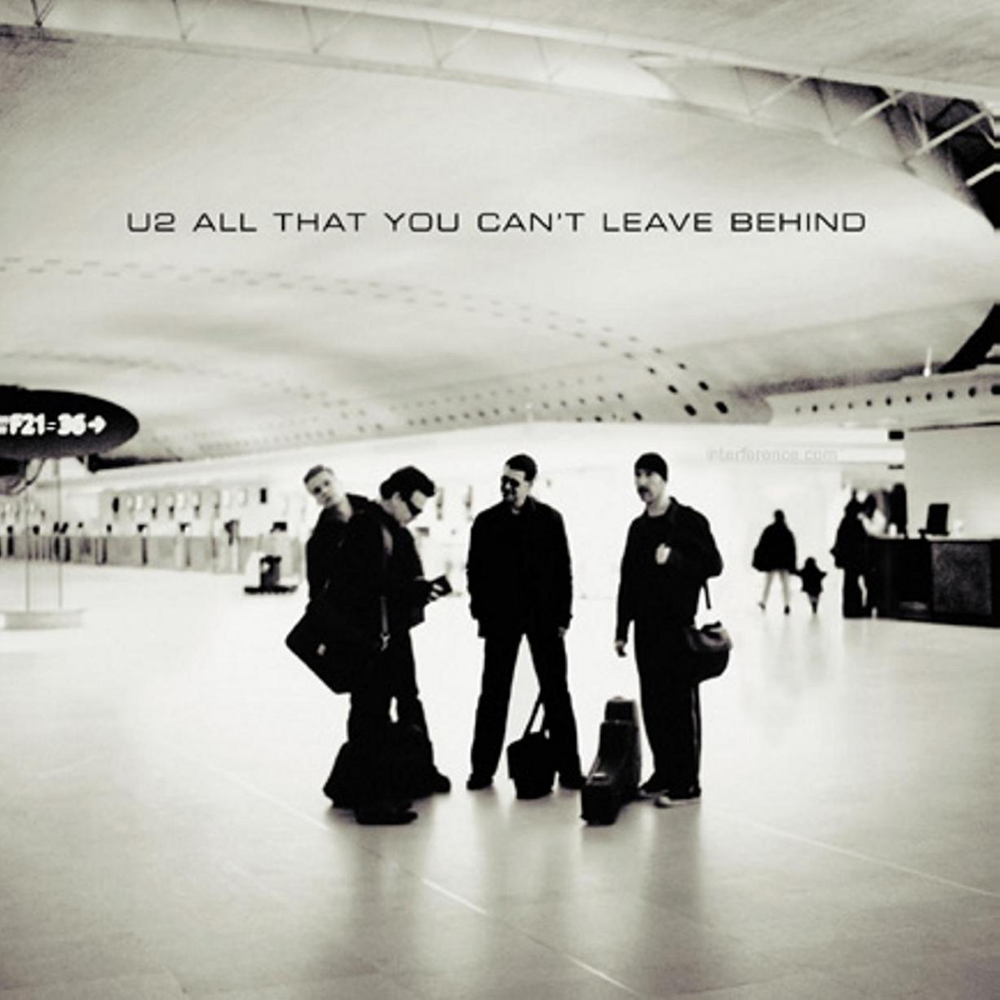 U2 ALL THAT YOU CAN'T LEAVE BEHIND
F21-36→
interference.com